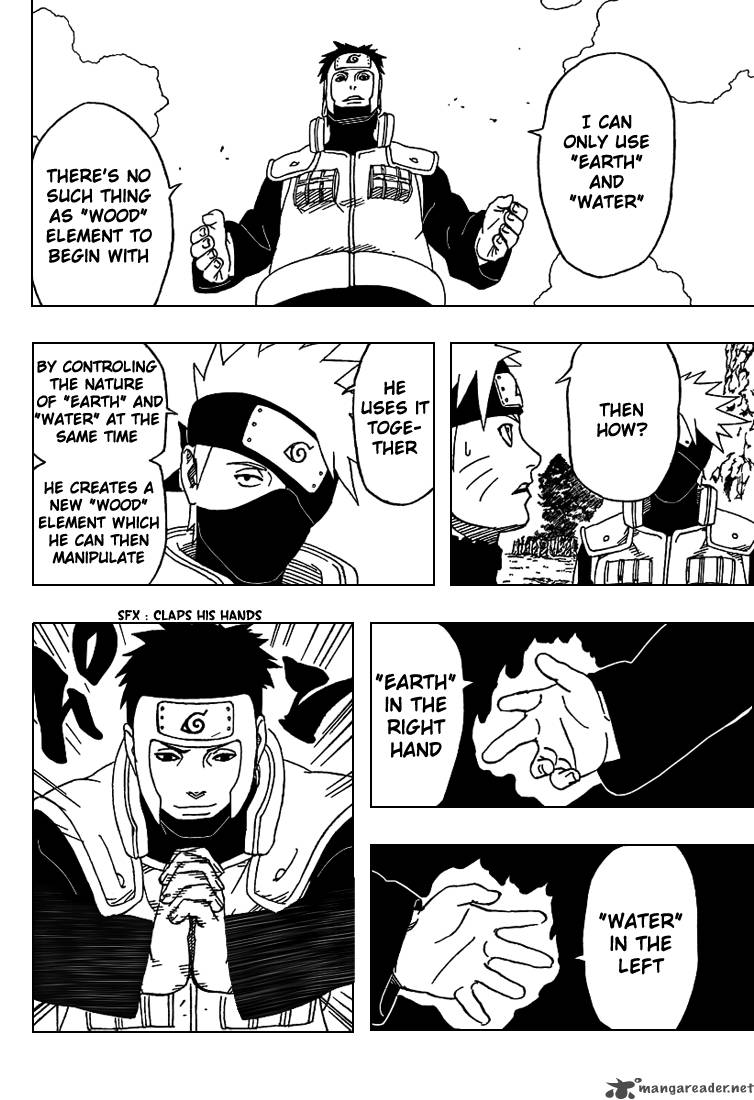 I CAN
ONLY USE
"EARTH"
AND
"WATER"
THERE'S NO
SUCH THING
AS "WOOD"
ELEMENT TO
BEGIN WITH
THEN
HOW?
HE
USES IT
TOGE-
THER
BY CONTROLING
THE NATURE
OF "EARTH" AND
"WATER" AT THE
SAME TIME
HE CREATES A
NEW "WOOD"
ELEMENT WHICH
HE CAN THEN
MANIPULATE
"EARTH"
IN THE
RIGHT
HAND
"WATER"
IN THE
LEFT
SFX : CLAPS HIS HANDS
mangareader.net